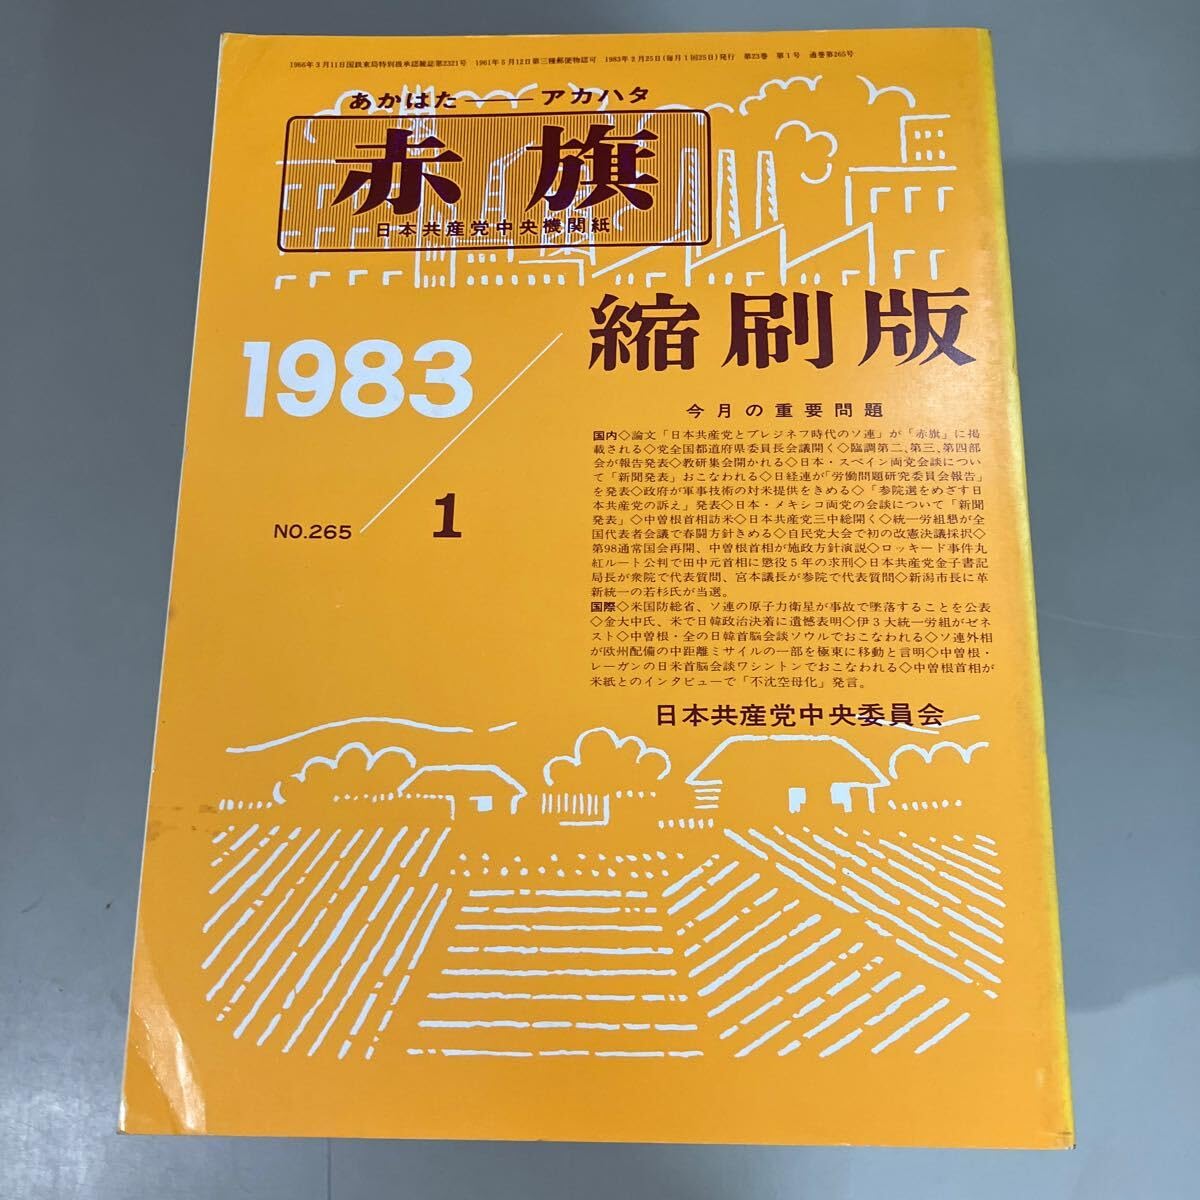 1966年3月11日国鉄東局特別扱承認雑誌第2321号 1961年5月12日第三種郵便物認可 1983年2月25日(毎月1回25日)発行 第23巻 第1号 通巻第265号
あかはた――アカハタ
赤旗
日本共産党中央機関紙
縮刷版
1983
1
NO.265
今月の重要問題
国内◇論文「日本共産党とブレジネフ時代のソ連」が「赤旗」に掲
載される◇党全国都道府県委員長会議開く◇臨調第二、第三、第四部
会が報告発表◇教研集会開かれる◇日本・スペイン両党会談につい
て「新聞発表」おこなわれる◇日経連が「労働問題研究委員会報告」
を発表◇政府が軍事技術の対米提供をきめる◇「参院選をめざす日
本共産党の訴え」発表◇日本・メキシコ両党の会談について「新聞
発表」◇中曽根首相訪米◇日本共産党三中総開く◇統一労組懇が全
国代表者会議で春闘方針きめる◇自民党大会で初の改憲決議採択◇
第98通常国会再開、中曽根首相が施政方針演説◇ロッキード事件丸
紅ルート公判で田中元首相に懲役5年の求刑◇日本共産党金子書記
局長が衆院で代表質問、宮本議長が参院で代表質問◇新潟市長に革
新統一の若杉氏が当選。
国際◇米国防総省、ソ連の原子力衛星が事故で墜落することを公表
◇金大中氏、米で日韓政治決着に遺憾表明◇伊3大統一労組がゼネ
スト◇中曽根・全の日韓首脳会談ソウルでおこなわれる◇ソ連外相
が欧州配備の中距離ミサイルの一部を極東に移動と言明◇中曽根・
レーガンの日米首脳会談ワシントンでおこなわれる◇中曽根首相が
米紙とのインタビューで「不沈空母化」発言。
日本共産党中央委員会